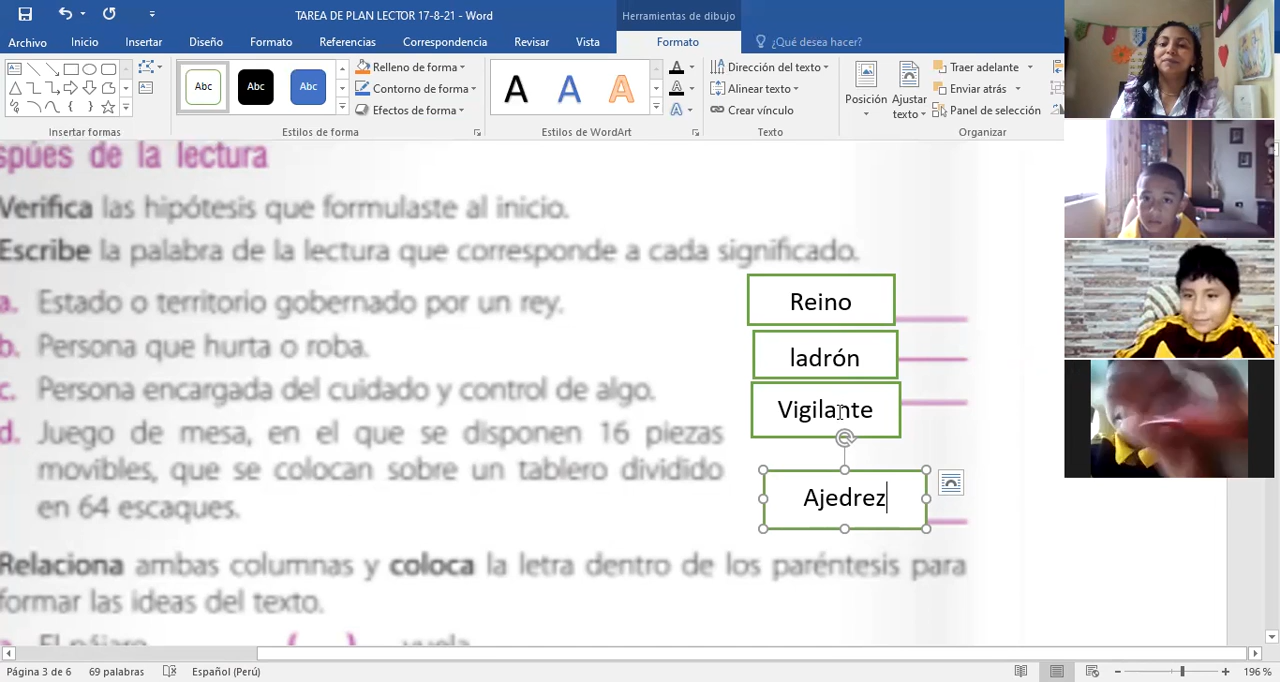 TAREA DE PLAN LECTOR 17-8-21 - Word
Herramientas de dibujo
Archivo Inicio Insertar Diseño Formato Referencias Correspondencia Revisar Vista Formato ¿Qué desea hacer?
Abc Abc Abc
Relleno de forma
Contorno de forma
Efectos de forma
A A A
Dirección del texto
Alinear texto
Crear vínculo
Posición
Ajustar texto
Traer adelante
Enviar atrás
Panel de selección
Insertar formas Estilos de forma Estilos de WordArt Texto Organizar
spúes de la lectura
Verifica las hipótesis que formulaste al inicio.
Escribe la palabra de la lectura que corresponde a cada significado.
a. Estado o territorio gobernado por un rey. Reino
b. Persona que hurta o roba. ladrón
c. Persona encargada del cuidado y control de algo. Vigilante
d. Juego de mesa, en el que se disponen 16 piezas
movibles, que se colocan sobre un tablero dividido
en 64 escaques. Ajedrez
Relaciona ambas columnas y coloca la letra dentro de los paréntesis para
formar las ideas del texto.
a. El pájaro ( ) vuela
Página 3 de 6 69 palabras Español (Perú) 196 %